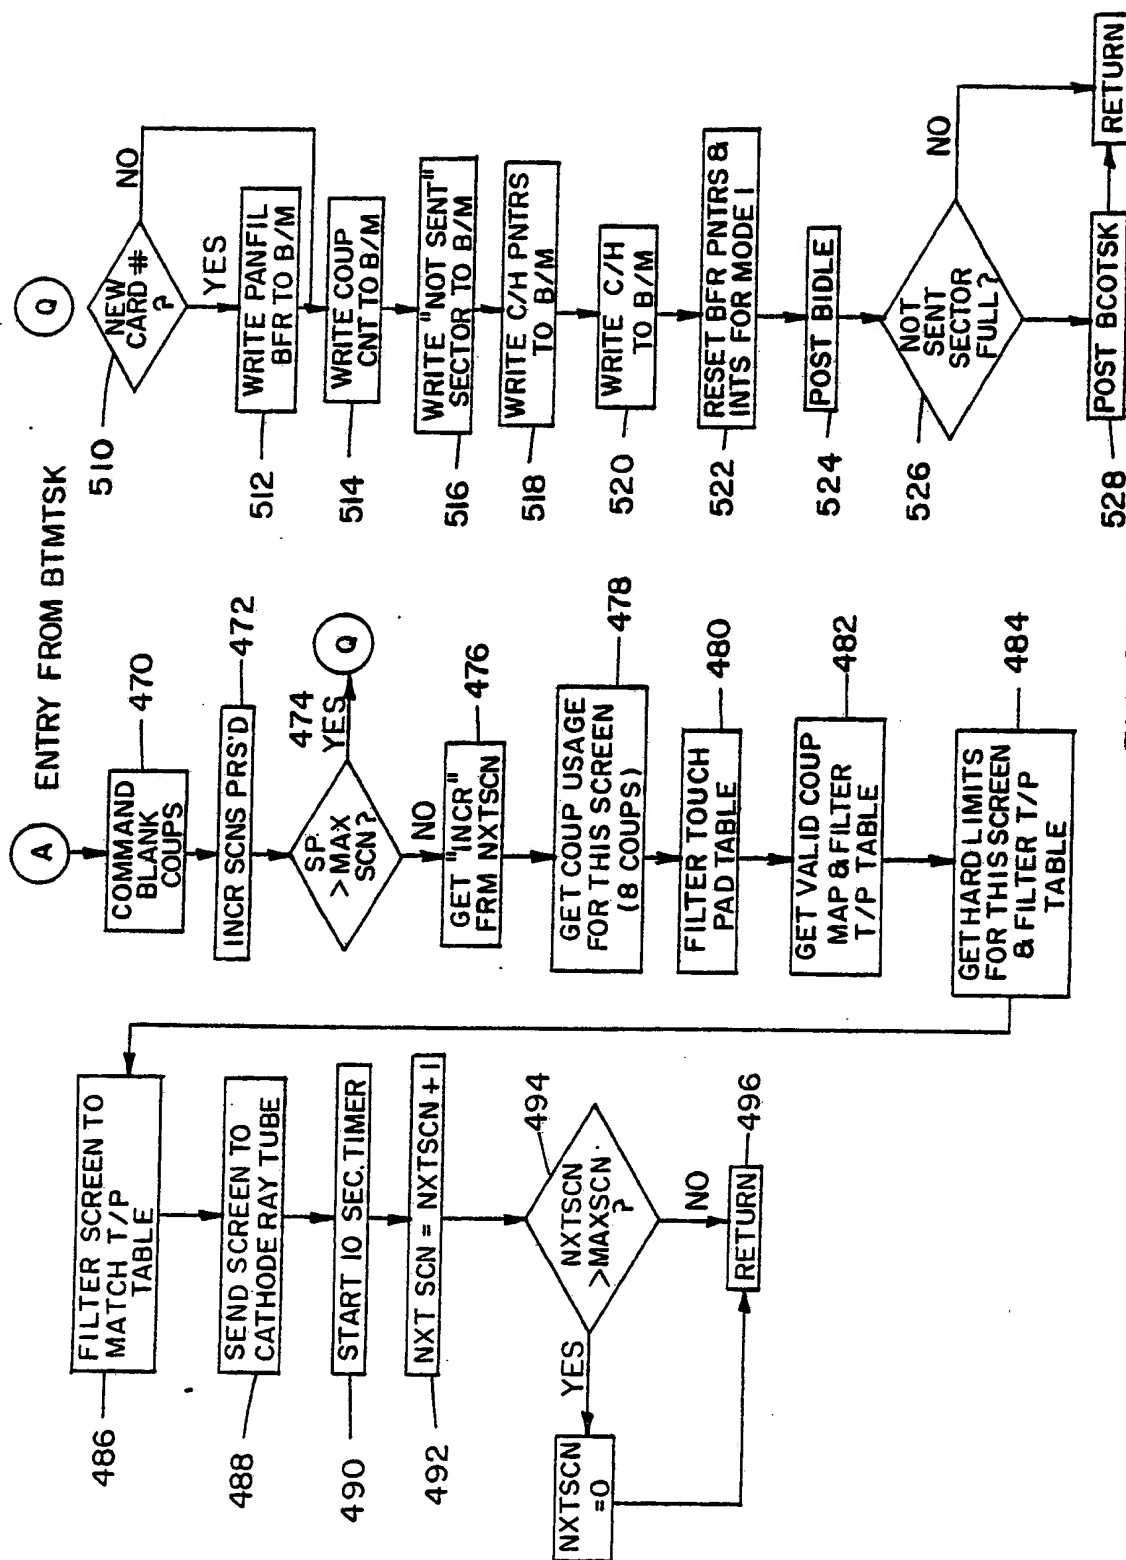 A
ENTRY FROM BTMTSK
COMMAND
BLANK
COUPS
470
INCR SCNS PRS'D
472
SP.
>MAX
SCN?
474
YES
Q
NO
GET "INCR"
FRM NXTSCN
476
GET COUP USAGE
FOR THIS SCREEN
(8 COUPS)
478
FILTER TOUCH
PAD TABLE
480
GET VALID COUP
MAP & FILTER
T/P TABLE
482
GET HARD LIMITS
FOR THIS SCREEN
& FILTER T/P
TABLE
484
FILTER SCREEN TO
MATCH T/P
TABLE
486
SEND SCREEN TO
CATHODE RAY TUBE
488
START 10 SEC. TIMER
490
NXT SCN = NXTSCN + 1
492
NXTSCN
>MAXSCN
?
494
YES
NO
NXTSCN
=0
RETURN
496
Q
NEW
CARD #
?
510
NO
YES
WRITE PANFIL
BFR TO B/M
512
WRITE COUP
CNT TO B/M
514
WRITE "NOT SENT"
SECTOR TO B/M
516
WRITE C/H PNTRS
TO B/M
518
WRITE C/H
TO B/M
520
RESET BFR PNTRS &
INTS FOR MODE 1
522
POST BIDLE
524
NOT
SENT
SECTOR
FULL?
526
NO
POST BCOTSK
528
RETURN